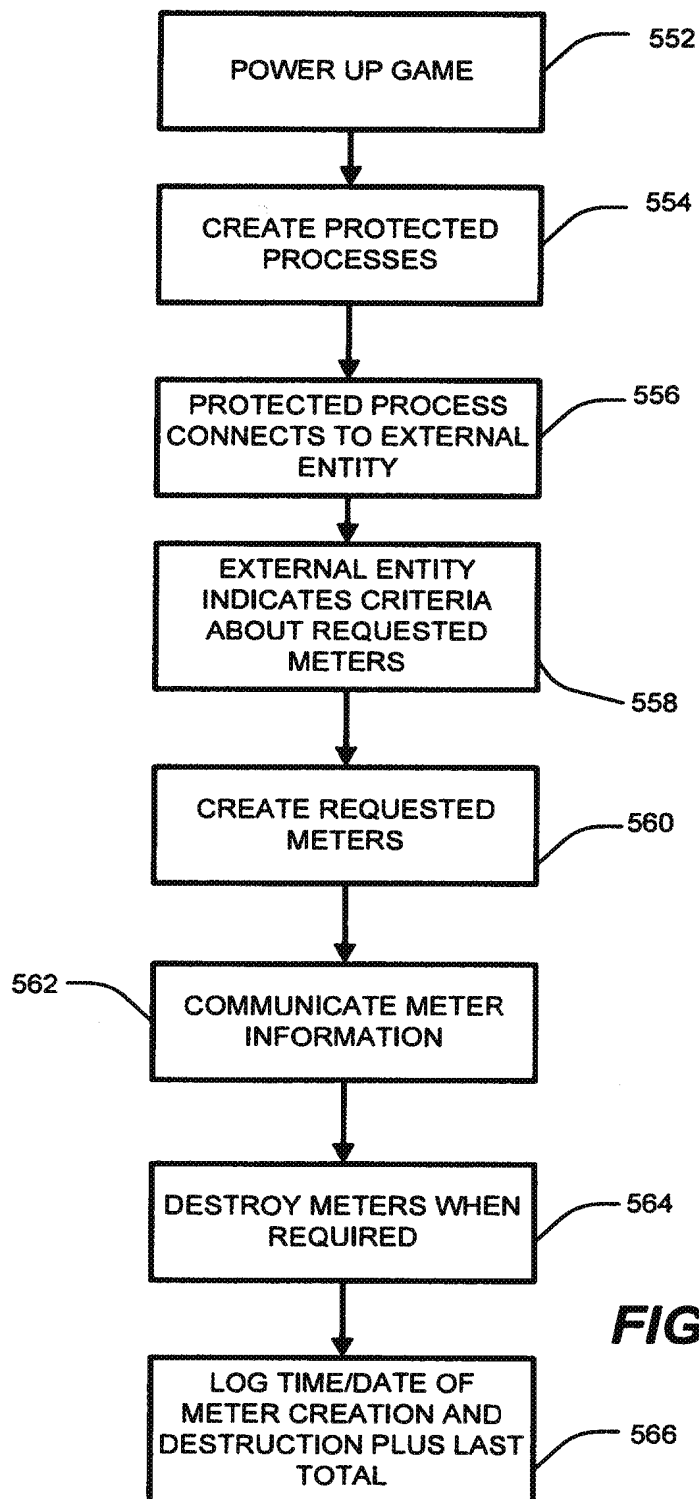 POWER UP GAME
552
CREATE PROTECTED
PROCESSES
554
PROTECTED PROCESS
CONNECTS TO EXTERNAL
ENTITY
556
EXTERNAL ENTITY
INDICATES CRITERIA
ABOUT REQUESTED
METERS
558
CREATE REQUESTED
METERS
560
562
COMMUNICATE METER
INFORMATION
DESTROY METERS WHEN
REQUIRED
564
FIG
LOG TIME/DATE OF
METER CREATION AND
DESTRUCTION PLUS LAST
TOTAL
566